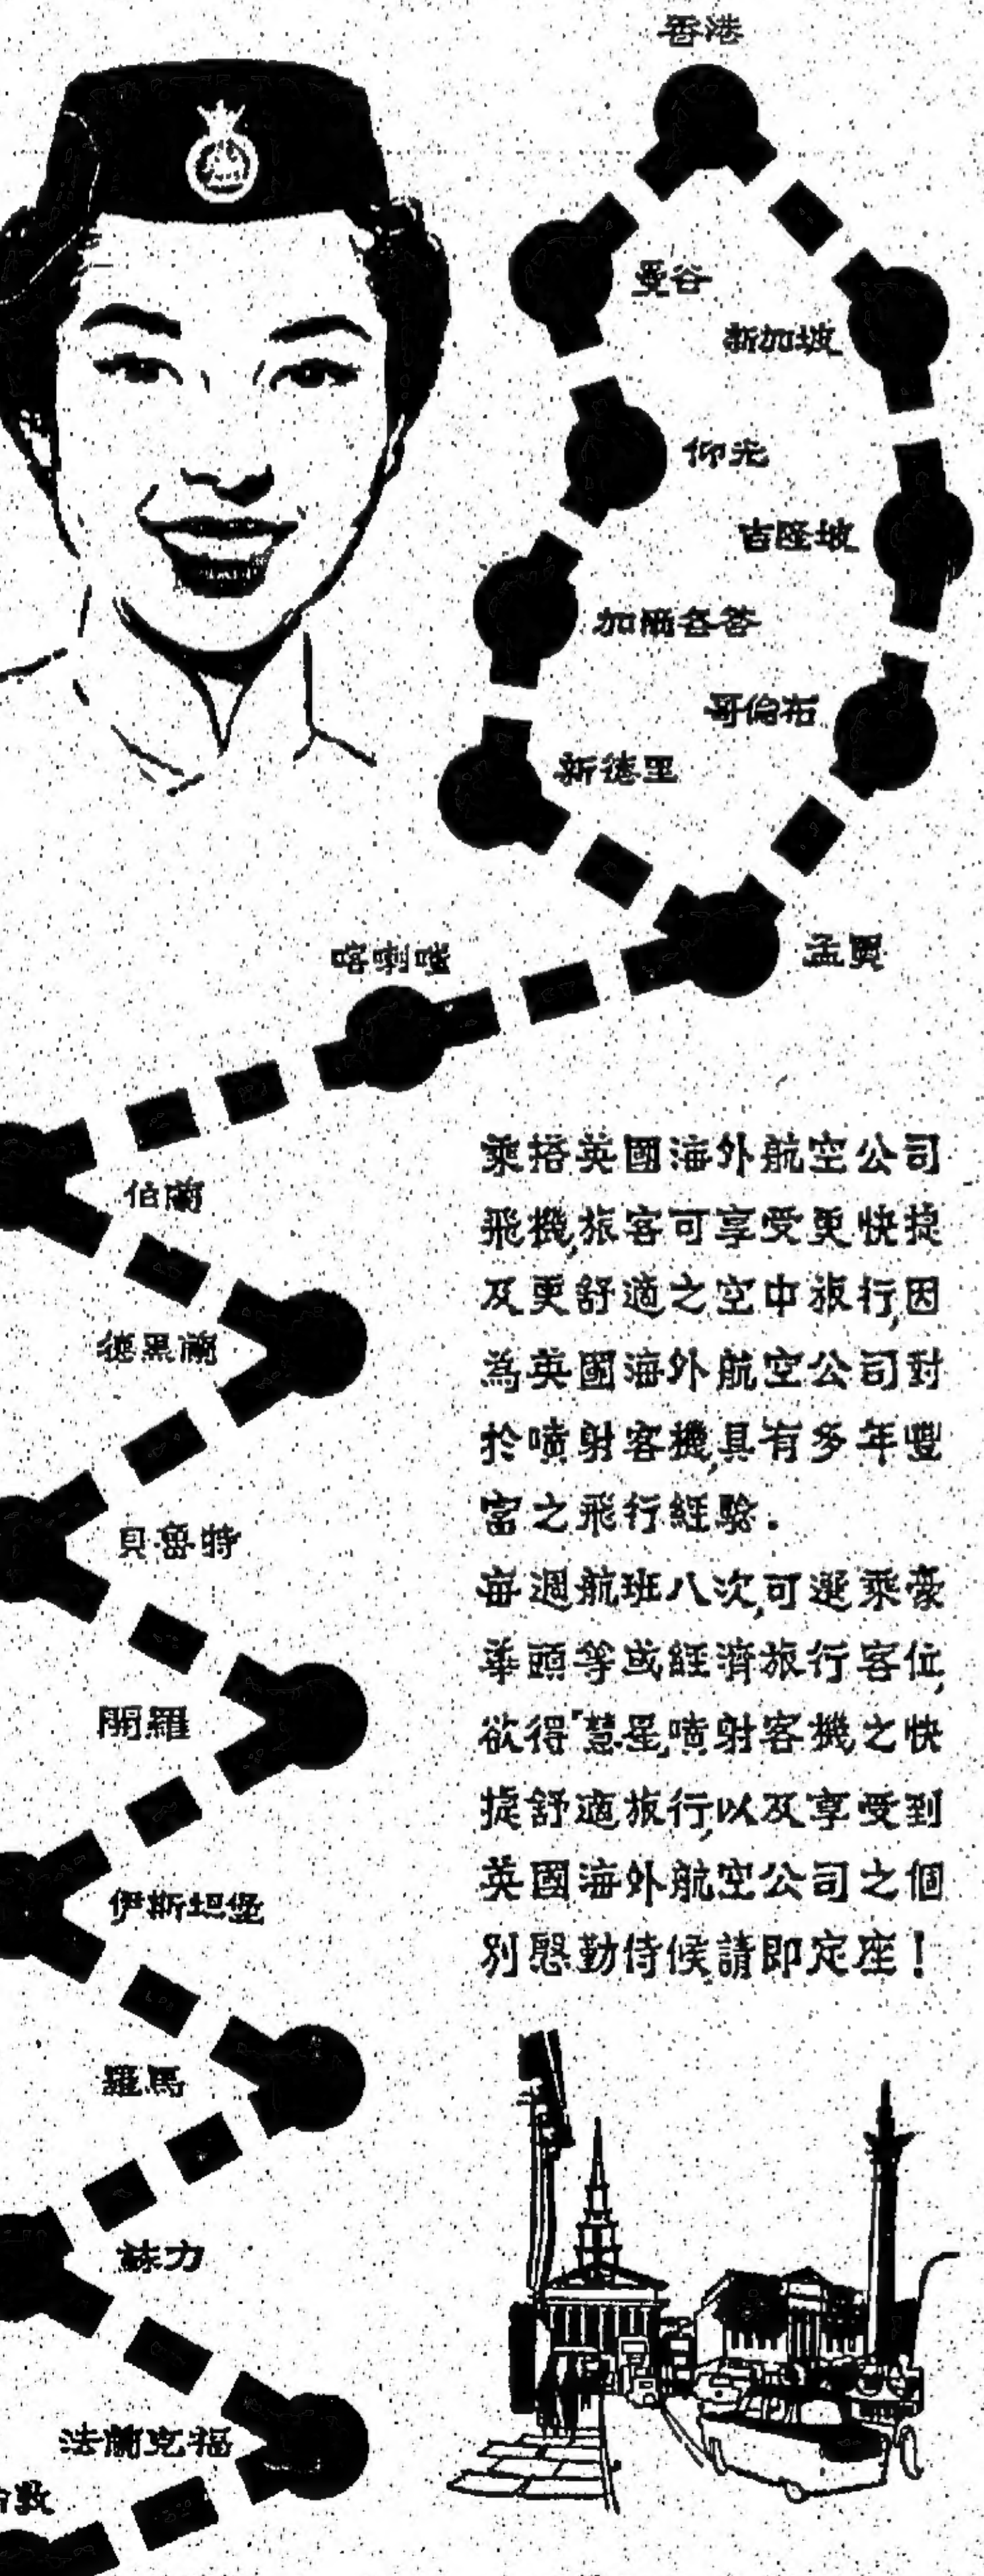 香港
曼谷
新加坡
仰光
吉隆坡
加爾各答
哥倫布
新德里
喀喇嗤
孟買
伯蘭
德黑蘭
貝魯特
開羅
伊斯坦堡
羅馬
蘇力
法蘭克福
倫敦
乘搭英國海外航空公司
飛機,旅客可享受更快捷
及更舒適之空中旅行,因
為英國海外航空公司對
於噴射客機,具有多年豐
富之飛行經驗.
每週航班八次,可選乘豪
華頭等或經濟旅行客位,
欲得「慧星」噴射客機之快
捷舒適旅行,以及享受到
英國海外航空公司之個
別慇勤侍候,請即定座!